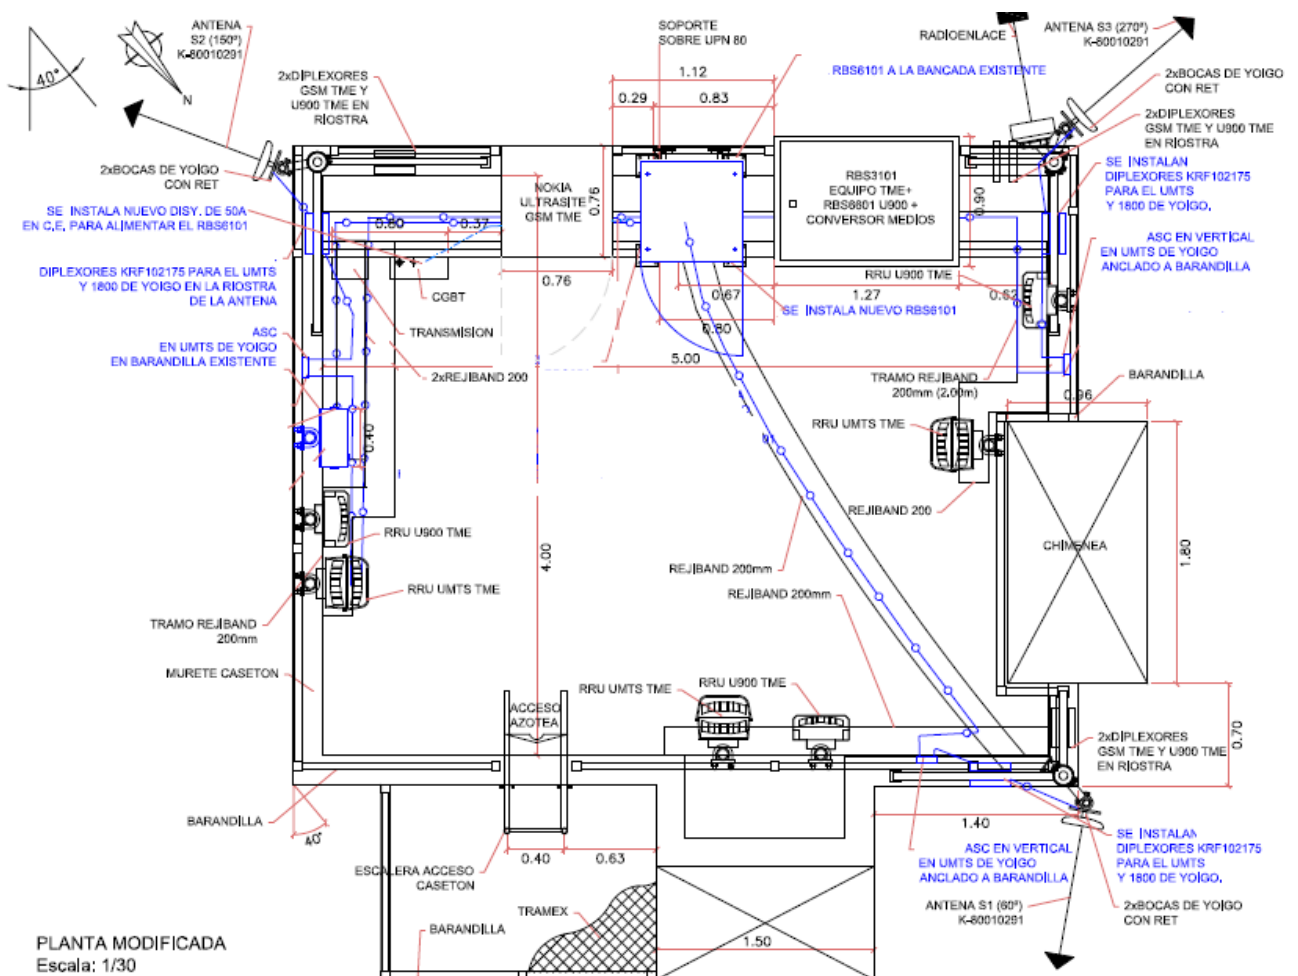 ANTENA
S2 (150º)
K-80010291
40°
N
2xDIPLEXORES
GSM TME Y
U900 TME EN
RIOSTRA
SOPORTE
SOBRE UPN 80
1.12
0.29
0.83
RBS6101 A LA BANCADA EXISTENTE
RADIOENLACE
ANTENA S3 (270º)
K-80010291
2xBOCAS DE YOIGO
CON RET
2xDIPLEXORES
GSM TME Y U900 TME
EN RIOSTRA
SE INSTALAN
DIPLEXORES KRF102175
PARA EL UMTS
Y 1800 DE YOIGO.
ASC EN VERTICAL
EN UMTS DE YOIGO
ANCLADO A BARANDILLA
2xBOCAS DE YOIGO
CON RET
SE INSTALA NUEVO DISY. DE 50A
EN C.E. PARA ALIMENTAR EL RBS6101
DIPLEXORES KRF102175 PARA EL UMTS
Y 1800 DE YOIGO EN LA RIOSTRA
DE LA ANTENA
ASC
EN UMTS DE YOIGO
EN BARANDILLA EXISTENTE
NOKIA
ULTRASITE
GSM TME
0.76
0.76
RBS3101
EQUIPO TME+
RBS6601 U900 +
CONVERSOR MEDIOS
0.90
0.60
0.37
CGBT
TRANSMISION
2xREJIBAND 200
0.67
0.80
1.27
RRU U900 TME
SE INSTALA NUEVO RBS6101
5.00
TRAMO REJIBAND
200mm (2.00m)
BARANDILLA
0.96
0.40
RRU UMTS TME
REJIBAND 200
CHIMENEA
1.80
RRU U900 TME
RRU UMTS TME
4.00
REJIBAND 200mm
REJIBAND 200mm
TRAMO REJIBAND
200mm
MURETE CASETON
ACCESO
AZOTEA
RRU UMTS TME
RRU U900 TME
0.70
2xDIPLEXORES
GSM TME Y U900 TME
EN RIOSTRA
BARANDILLA
40°
0.40
0.63
1.40
ESCALERA ACCESO
CASETON
ASC EN VERTICAL
EN UMTS DE YOIGO
ANCLADO A BARANDILLA
SE INSTALAN
DIPLEXORES KRF102175
PARA EL UMTS
Y 1800 DE YOIGO.
ANTENA S1 (60º)
K-80010291
2xBOCAS DE YOIGO
CON RET
TRAMEX
BARANDILLA
1.50
PLANTA MODIFICADA
Escala: 1/30